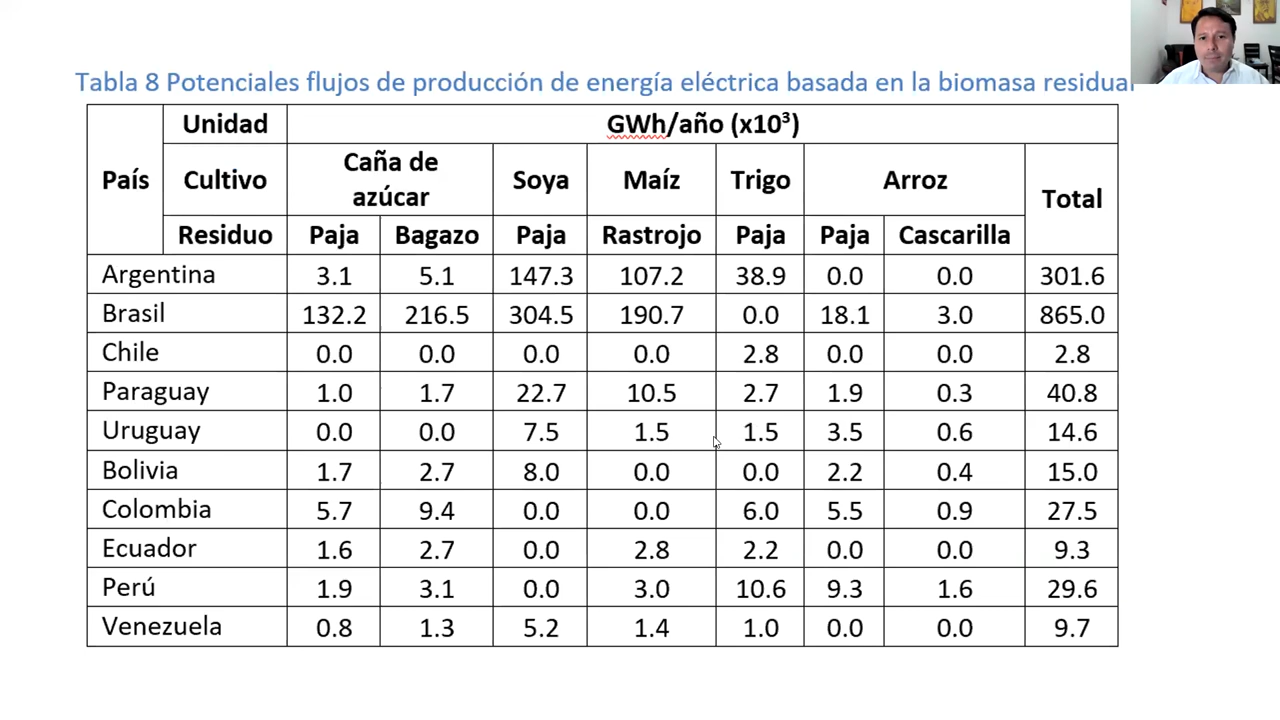 Tabla 8 Potenciales flujos de producción de energía eléctrica basada en la biomasa residual
País Unidad GWh/año (x10³)
Cultivo Caña de azúcar Soya Maíz Trigo Arroz Total
Residuo Paja Bagazo Paja Rastrojo Paja Paja Cascarilla
Argentina 3.1 5.1 147.3 107.2 38.9 0.0 0.0 301.6
Brasil 132.2 216.5 304.5 190.7 0.0 18.1 3.0 865.0
Chile 0.0 0.0 0.0 0.0 2.8 0.0 0.0 2.8
Paraguay 1.0 1.7 22.7 10.5 2.7 1.9 0.3 40.8
Uruguay 0.0 0.0 7.5 1.5 1.5 3.5 0.6 14.6
Bolivia 1.7 2.7 8.0 0.0 0.0 2.2 0.4 15.0
Colombia 5.7 9.4 0.0 0.0 6.0 5.5 0.9 27.5
Ecuador 1.6 2.7 0.0 2.8 2.2 0.0 0.0 9.3
Perú 1.9 3.1 0.0 3.0 10.6 9.3 1.6 29.6
Venezuela 0.8 1.3 5.2 1.4 1.0 0.0 0.0 9.7